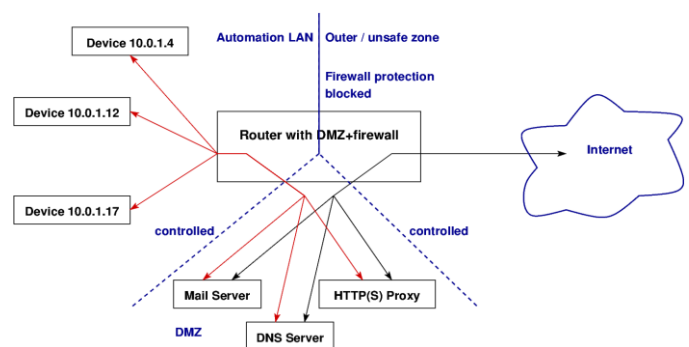 Automation LAN
Outer / unsafe zone
Device 10.0.1.4
Firewall protection
blocked
Device 10.0.1.12
Router with DMZ+firewall
Internet
Device 10.0.1.17
controlled
controlled
Mail Server
HTTP(S) Proxy
DMZ
DNS Server